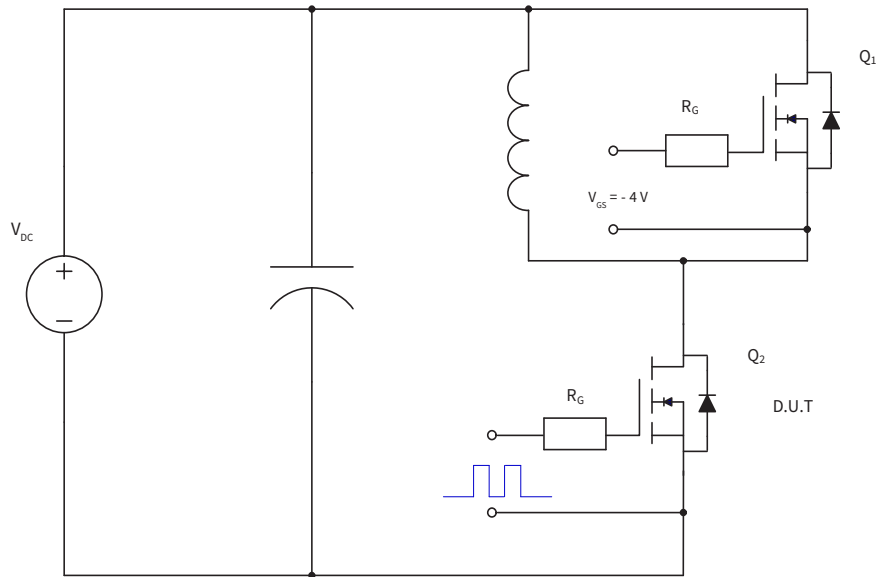 Q1
RG
VGS = - 4 V
VDC
+
−
Q2
RG
D.U.T